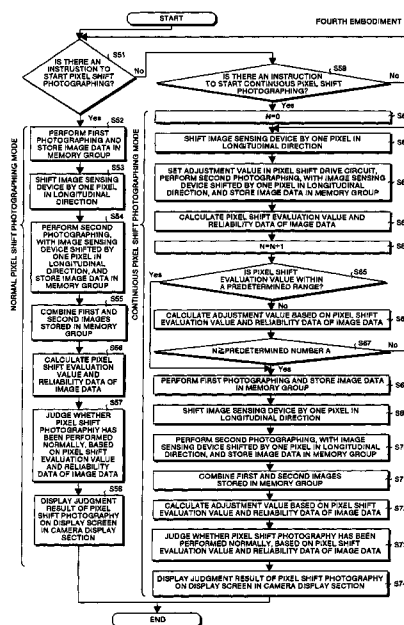 START
FOURTH EMBODIMENT
S51
IS THERE AN
INSTRUCTION TO
START PIXEL SHIFT
PHOTOGRAPHING?
No
Yes
S59
IS THERE AN INSTRUCTION
TO START CONTINUOUS PIXEL SHIFT
PHOTOGRAPHING?
No
Yes
NORMAL PIXEL SHIFT PHOTOGRAPHING MODE
S52
PERFORM FIRST
PHOTOGRAPHING AND
STORE IMAGE DATA IN
MEMORY GROUP
S53
SHIFT IMAGE SENSING
DEVICE BY ONE PIXEL IN
LONGITUDINAL DIRECTION
S54
PERFORM SECOND
PHOTOGRAPHING,
WITH IMAGE SENSING
DEVICE SHIFTED BY
ONE PIXEL IN
LONGITUDINAL
DIRECTION, AND
STORE IMAGE DATA IN
MEMORY GROUP
S55
COMBINE FIRST AND
SECOND IMAGES
STORED IN MEMORY
GROUP
S56
CALCULATE PIXEL
SHIFT EVALUATION
VALUE AND
RELIABILITY DATA OF
IMAGE DATA
S57
JUDGE WHETHER
PIXEL SHIFT
PHOTOGRAPHY HAS
BEEN PERFORMED
NORMALLY, BASED
ON PIXEL SHIFT
EVALUATION VALUE
AND RELIABILITY
DATA OF IMAGE DATA
S58
DISPLAY JUDGMENT
RESULT OF PIXEL
SHIFT PHOTOGRAPHY
ON DISPLAY SCREEN
IN CAMERA DISPLAY
SECTION
CONTINUOUS PIXEL SHIFT PHOTOGRAPHING MODE
N=0
S6
SHIFT IMAGE SENSING DEVICE BY ONE PIXEL IN
LONGITUDINAL DIRECTION
S6
SET ADJUSTMENT VALUE IN PIXEL SHIFT DRIVE CIRCUIT,
PERFORM SECOND PHOTOGRAPHING, WITH IMAGE SENSING
DEVICE SHIFTED BY ONE PIXEL IN LONGITUDINAL
DIRECTION, AND STORE IMAGE DATA IN MEMORY GROUP
S6
CALCULATE PIXEL SHIFT EVALUATION VALUE AND
RELIABILITY DATA OF IMAGE DATA
S6
N=N+1
S6
S65
IS PIXEL SHIFT
EVALUATION VALUE WITHIN
A PREDETERMINED RANGE?
Yes
No
CALCULATE ADJUSTMENT VALUE BASED ON PIXEL SHIFT
EVALUATION VALUE AND RELIABILITY DATA OF IMAGE DATA
S6
S67
N≧PREDETERMINED NUMBER A
No
Yes
PERFORM FIRST PHOTOGRAPHING AND STORE IMAGE DATA
IN MEMORY GROUP
S6
SHIFT IMAGE SENSING DEVICE BY ONE PIXEL IN
LONGITUDINAL DIRECTION
PERFORM SECOND PHOTOGRAPHING, WITH IMAGE SENSING
DEVICE SHIFTED BY ONE PIXEL IN LONGITUDINAL
DIRECTION, AND STORE IMAGE DATA IN MEMORY GROUP
S7
COMBINE FIRST AND SECOND IMAGES
STORED IN MEMORY GROUP
S7
CALCULATE ADJUSTMENT VALUE BASED ON PIXEL SHIFT
EVALUATION VALUE AND RELIABILITY DATA OF IMAGE DATA
S72
JUDGE WHETHER PIXEL SHIFT PHOTOGRAPHY HAS BEEN
PERFORMED NORMALLY, BASED ON PIXEL SHIFT
EVALUATION VALUE AND RELIABILITY DATA OF IMAGE DATA
S73
DISPLAY JUDGMENT RESULT OF PIXEL SHIFT PHOTOGRAPHY
ON DISPLAY SCREEN IN CAMERA DISPLAY SECTION
S74
END